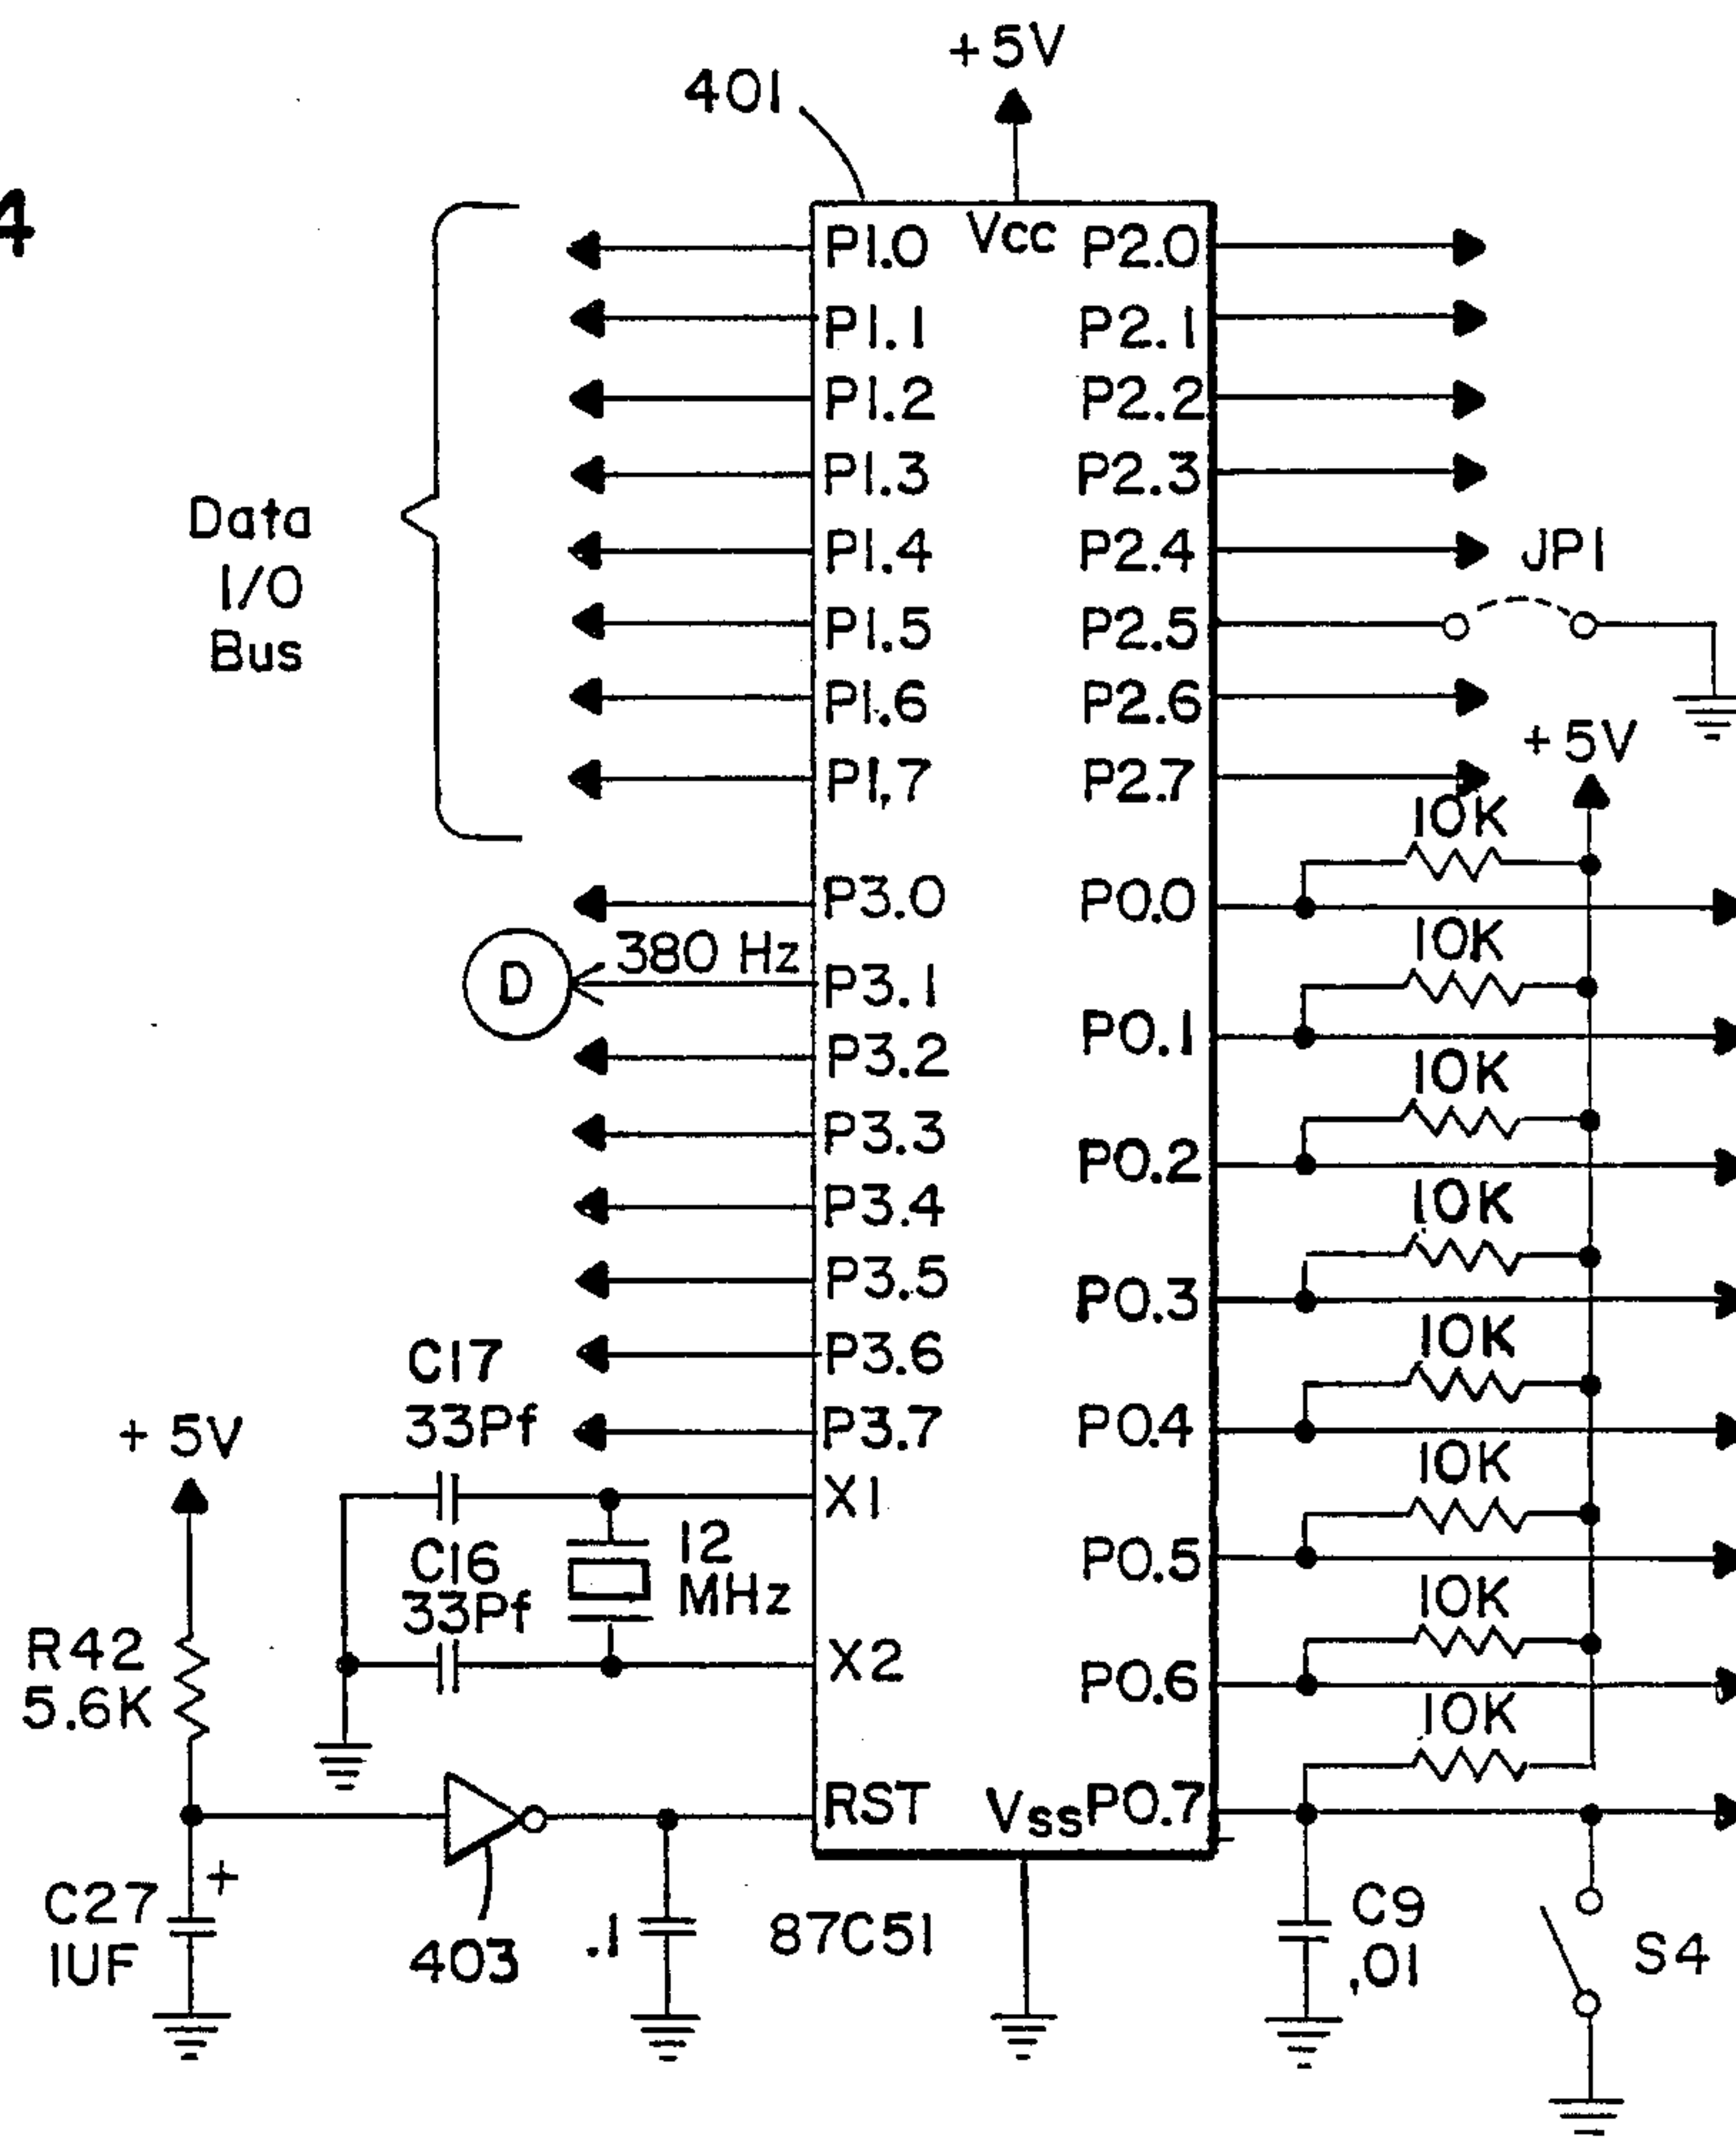 4
+5V
401
Vcc
P1.0
P1.1
P1.2
P1.3
P1.4
P1.5
P1.6
P1.7
Data
I/O
Bus
P3.0
D
380 Hz
P3.1
P3.2
P3.3
P3.4
P3.5
P3.6
P3.7
X1
X2
RST
Vss
P2.0
P2.1
P2.2
P2.3
P2.4
P2.5
P2.6
P2.7
JP1
+5V
10K
P0.0
10K
P0.1
10K
P0.2
10K
P0.3
10K
P0.4
10K
P0.5
10K
P0.6
10K
P0.7
C17
33Pf
C16
33Pf
12
MHz
+5V
R42
5.6K
C27
1UF
+
403
.1
87C51
C9
.01
S4